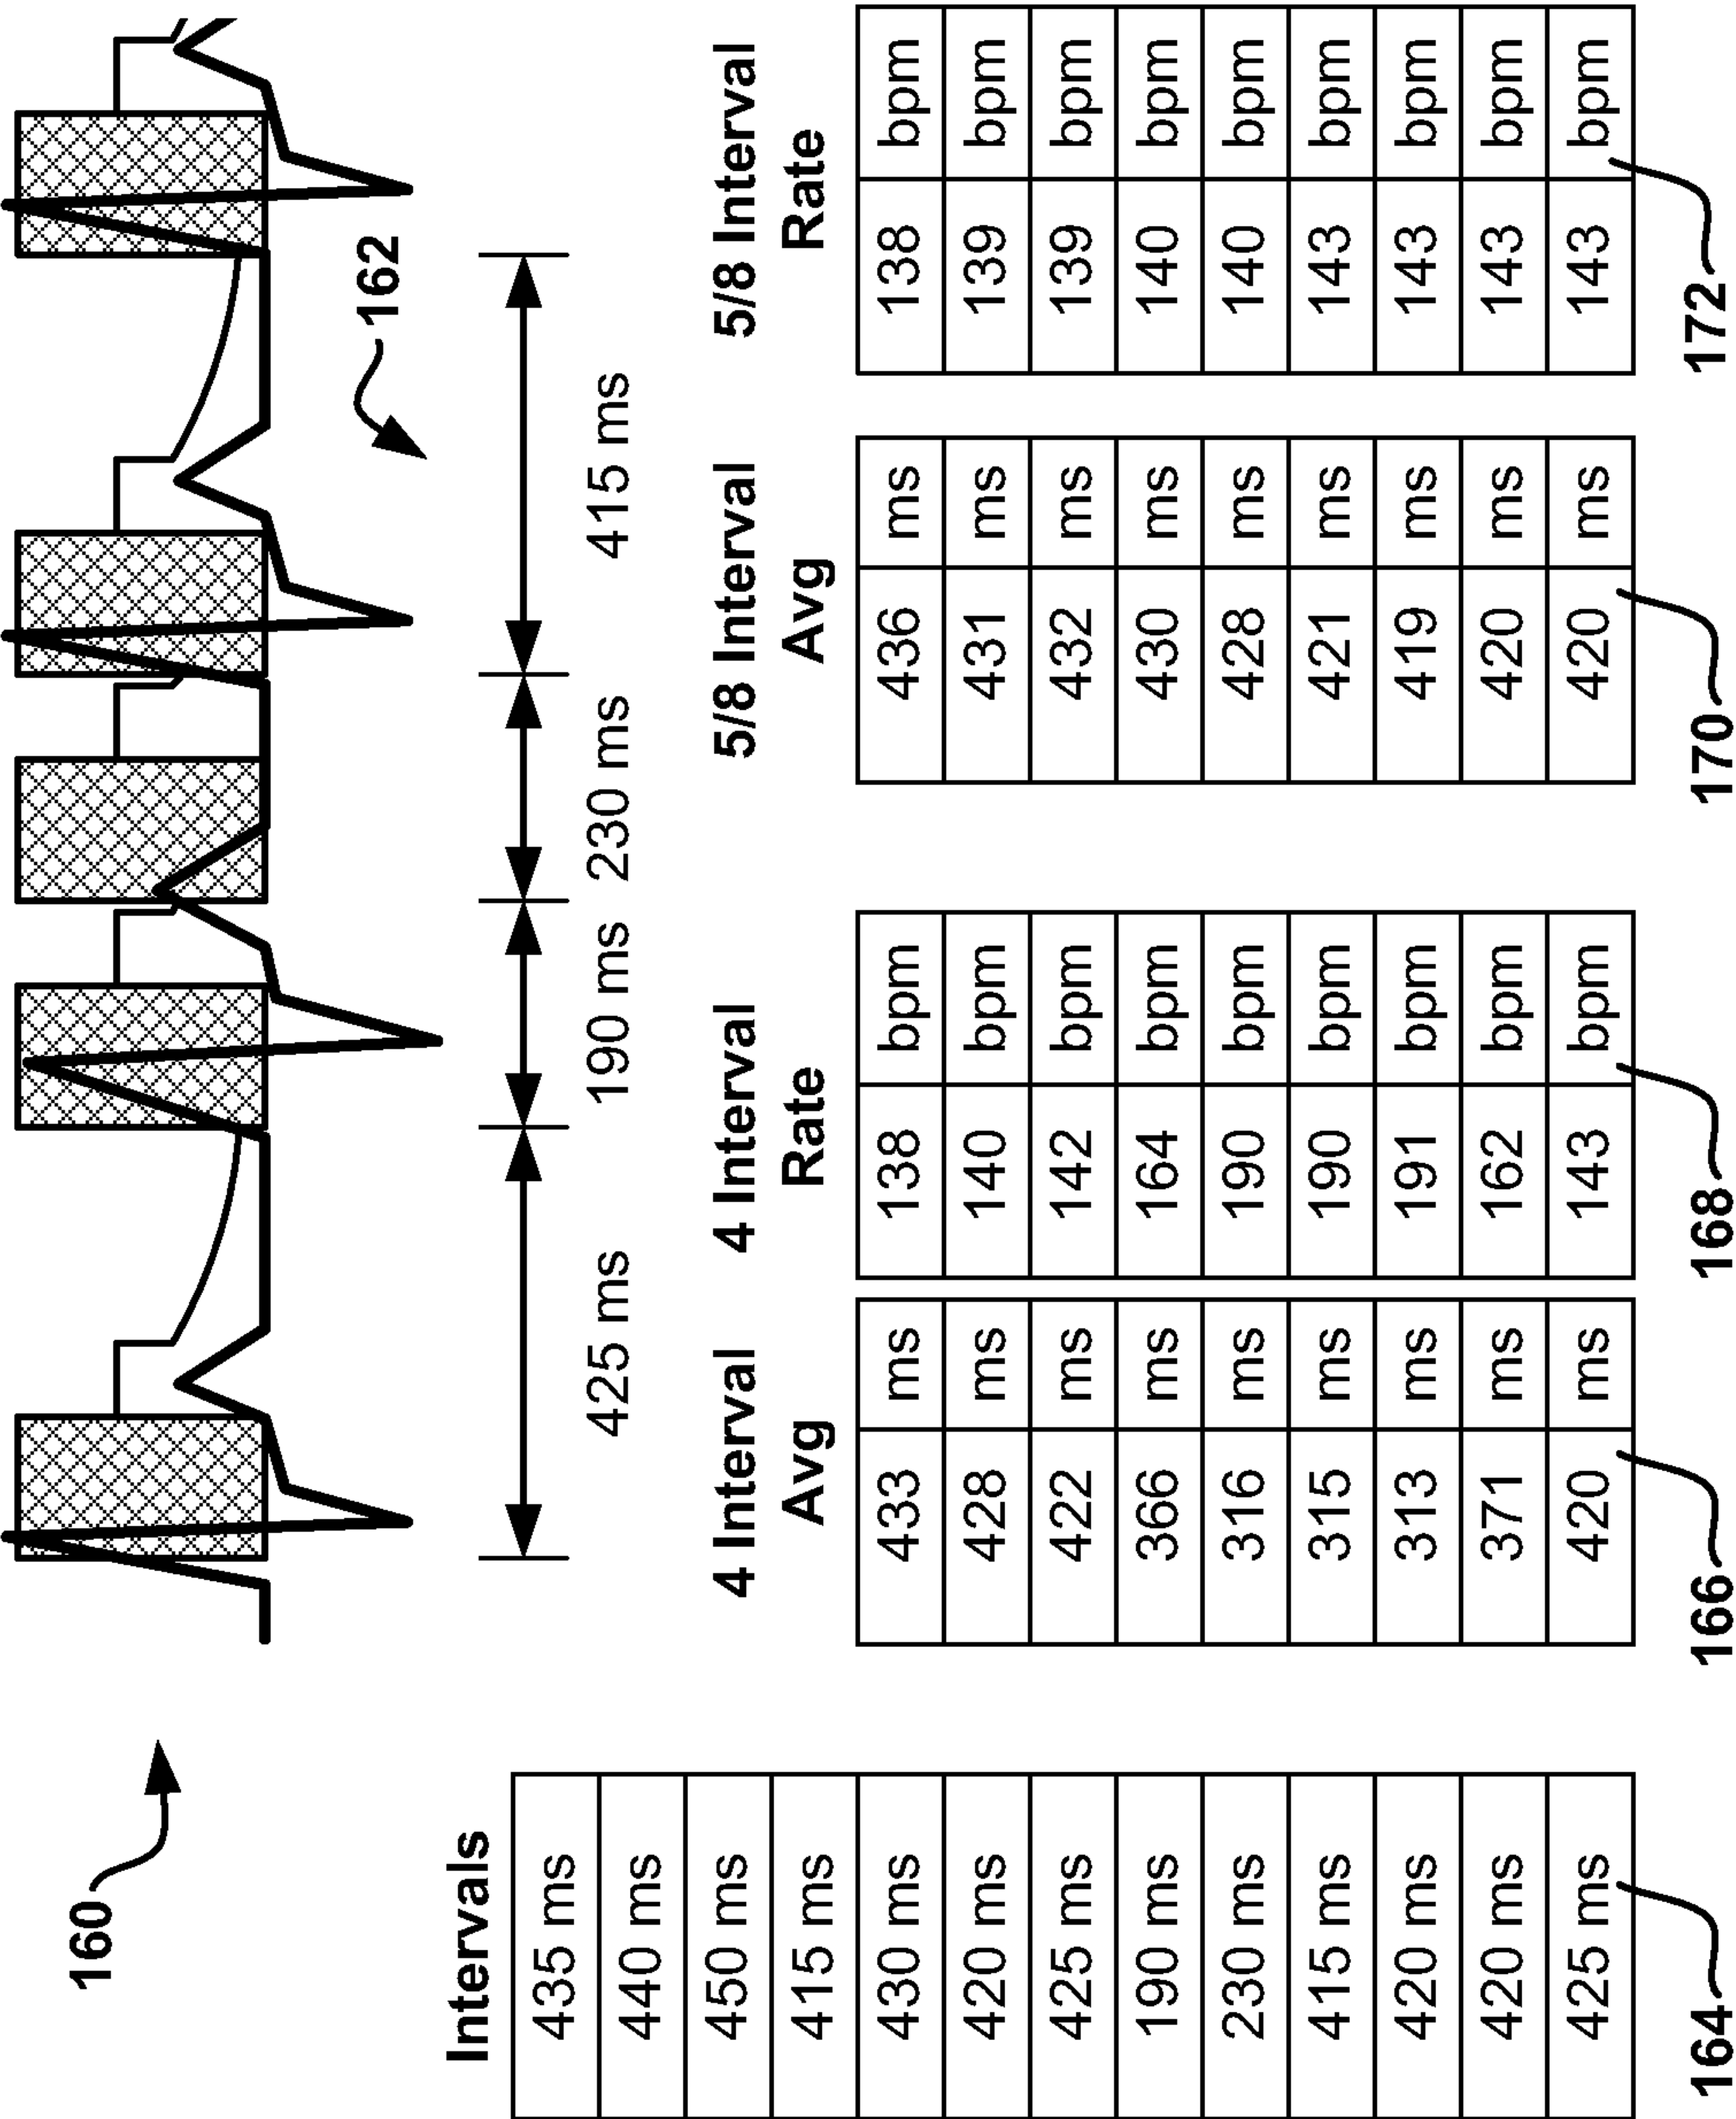 160
162
425 ms 190 ms 230 ms 415 ms
Intervals
435 ms
440 ms
450 ms
415 ms
4 Interval 4 Interval 5/8 Interval 5/8 Interval
Avg Rate Avg Rate
430 ms 433 ms 138 bpm 436 ms 138 bpm
420 ms 428 ms 140 bpm 431 ms 139 bpm
425 ms 422 ms 142 bpm 432 ms 139 bpm
190 ms 366 ms 164 bpm 430 ms 140 bpm
230 ms 316 ms 190 bpm 428 ms 140 bpm
415 ms 315 ms 190 bpm 421 ms 143 bpm
420 ms 313 ms 191 bpm 419 ms 143 bpm
420 ms 371 ms 162 bpm 420 ms 143 bpm
425 ms 420 ms 143 bpm 420 ms 143 bpm
164 166 168 170 172